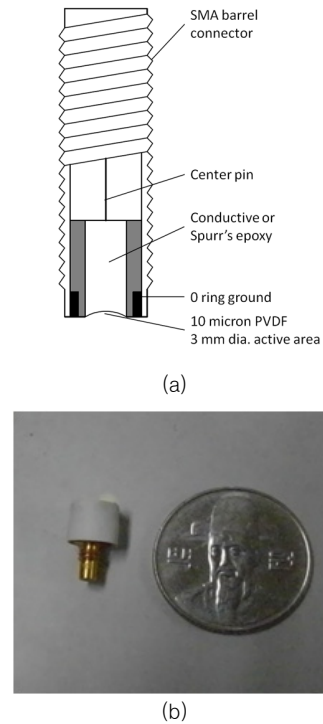 SMA barrel
connector
Center pin
Conductive or
Spurr's epoxy
0 ring ground
10 micron PVDF
3 mm dia. active area
(a)
(b)